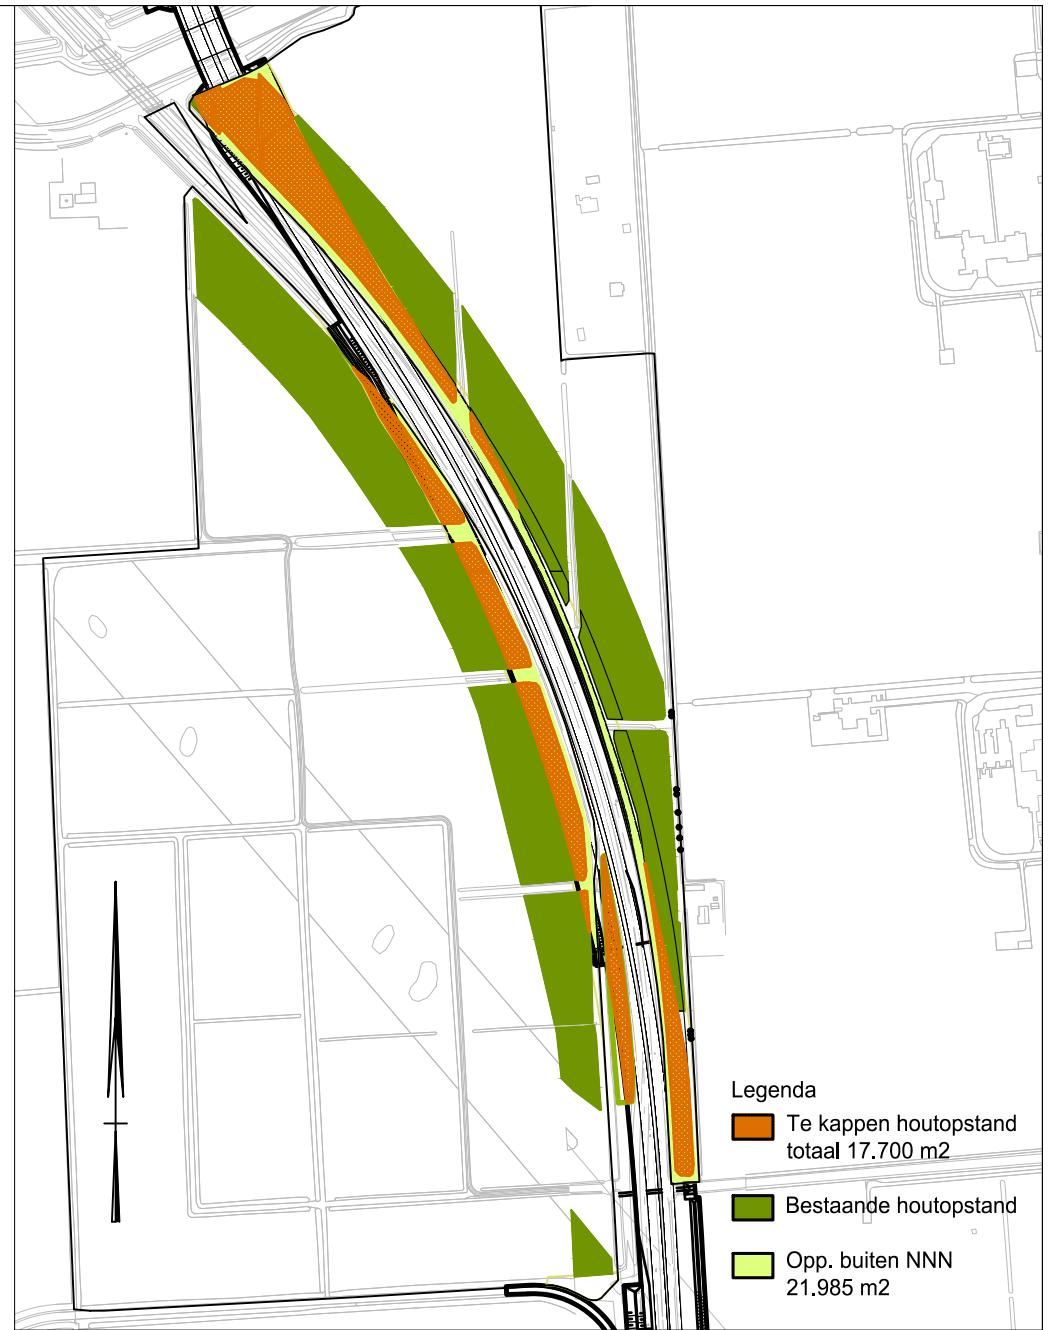 Legenda
Te kappen houtopstand
totaal 17.700 m2
Bestaande houtopstand
Opp. buiten NNN
21.985 m2